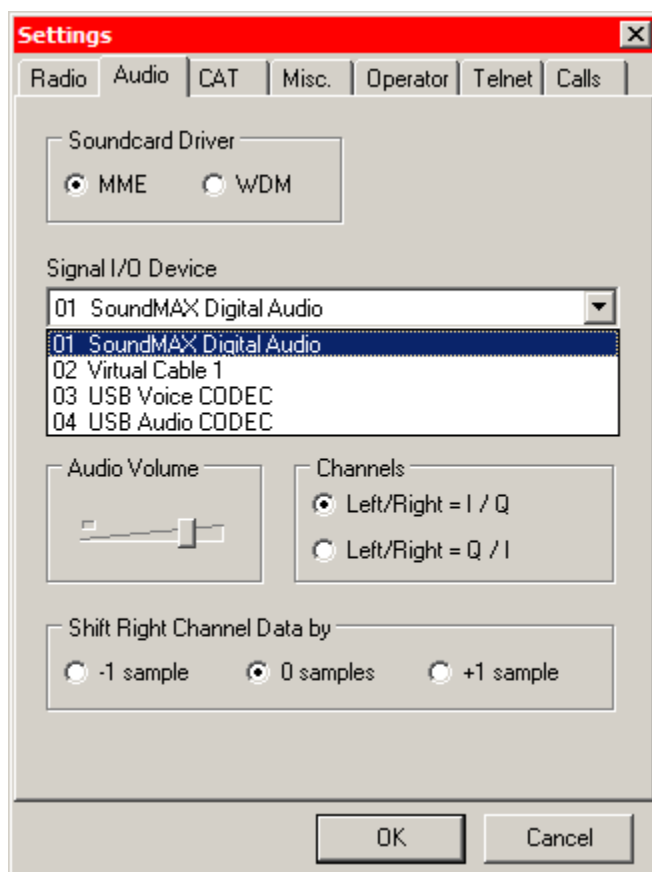 Settings
Radio Audio CAT Misc. Operator Telnet Calls
Soundcard Driver
MME WDM
Signal I/O Device
01 SoundMAX Digital Audio
01 SoundMAX Digital Audio
02 Virtual Cable 1
03 USB Voice CODEC
04 USB Audio CODEC
Audio Volume
Channels
Left/Right = I / Q
Left/Right = Q / I
Shift Right Channel Data by
-1 sample 0 samples +1 sample
OK Cancel